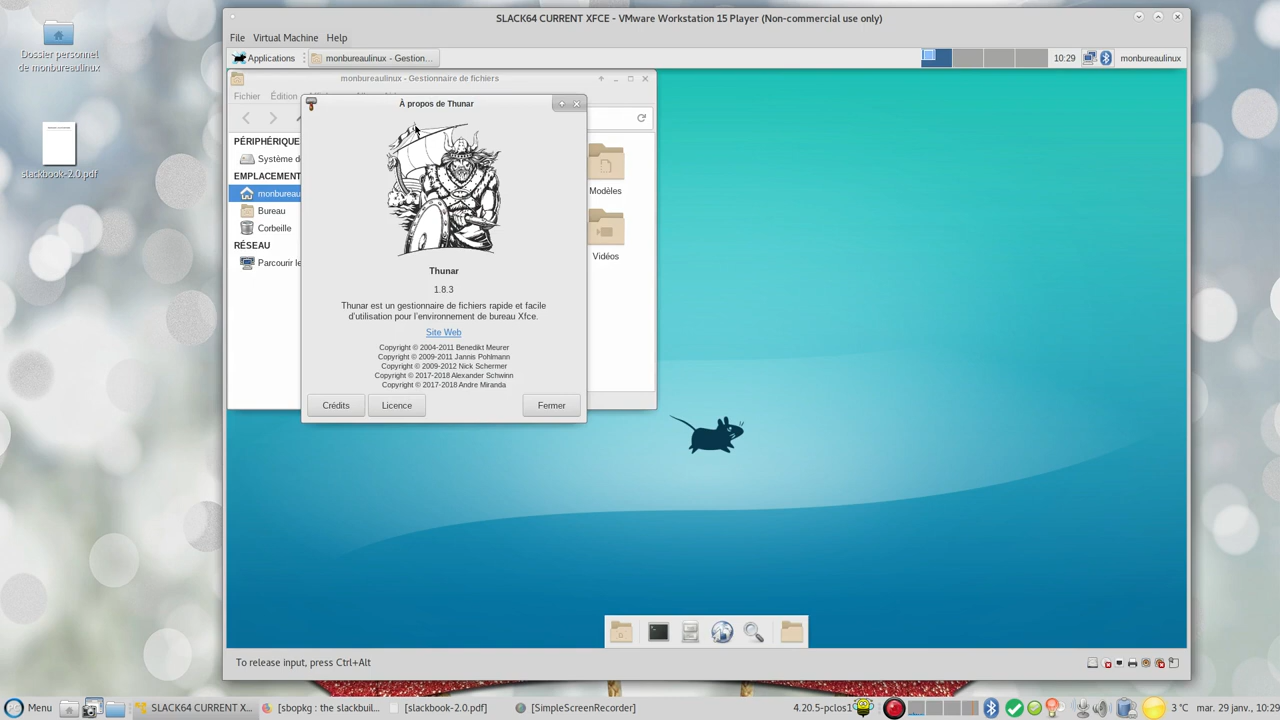 Dossier personnel
de monbureaulinux
slackbook-2.0.pdf
SLACK64 CURRENT XFCE - VMware Workstation 15 Player (Non-commercial use only)
File Virtual Machine Help
Applications
monbureaulinux - Gestion...
10:29
monbureaulinux
monbureaulinux - Gestionnaire de fichiers
Fichier Édition
À propos de Thunar
PÉRIPHÉRIQUE
Système d
EMPLACEMENT
monbureau
Bureau
Corbeille
RÉSEAU
Parcourir le
Modèles
Vidéos
Thunar
1.8.3
Thunar est un gestionnaire de fichiers rapide et facile
d'utilisation pour l'environnement de bureau Xfce.
Site Web
Copyright © 2004-2011 Benedikt Meurer
Copyright © 2009-2011 Jannis Pohlmann
Copyright © 2009-2012 Nick Schermer
Copyright © 2017-2018 Alexander Schwinn
Copyright © 2017-2018 Andre Miranda
Crédits
Licence
Fermer
To release input, press Ctrl+Alt
Menu
SLACK64 CURRENT X...
[sbopkg : the slackbuil...
[slackbook-2.0.pdf]
[SimpleScreenRecorder]
4.20.5-pclos1
3°C
mar. 29 janv., 10:29